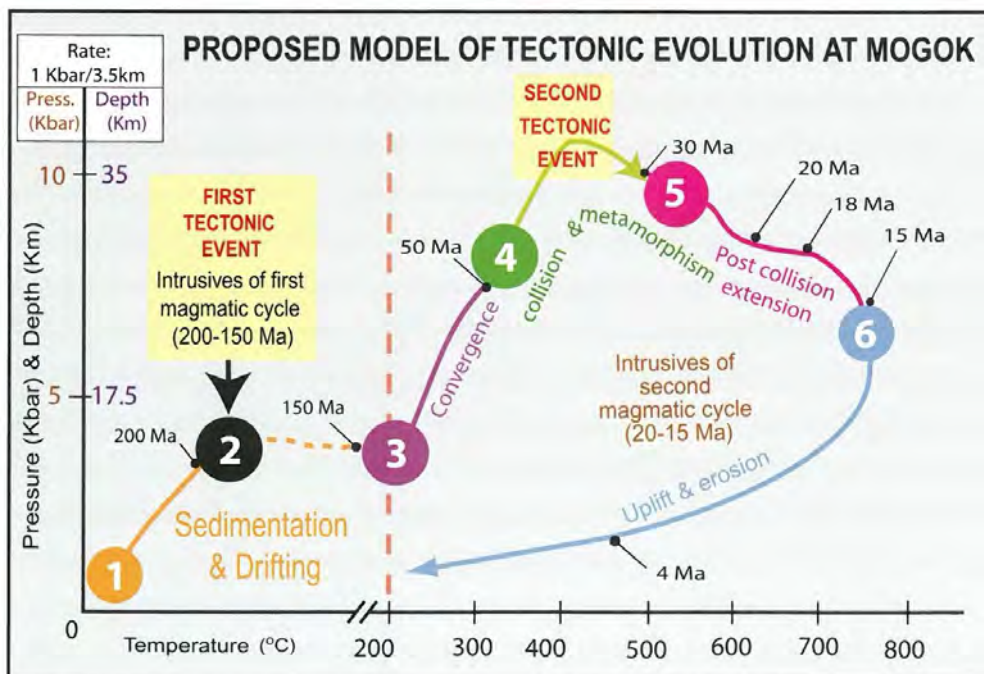 PROPOSED MODEL OF TECTONIC EVOLUTION AT MOGOK
Rate:
1 Kbar/3.5km
Press.
(Kbar)
Depth
(Km)
Pressure (Kbar) & Depth (Km)
10
35
5
17.5
0
FIRST
TECTONIC
EVENT
Intrusives of first
magmatic cycle
(200-150 Ma)
SECOND
TECTONIC
EVENT
1
200 Ma
2
150 Ma
3
Sedimentation
& Drifting
Convergence
50 Ma
4
collision & metamorphism
30 Ma
5
20 Ma
18 Ma
15 Ma
Post collision
extension
6
Intrusives of
second
magmatic cycle
(20-15 Ma)
Uplift & erosion
4 Ma
Temperature (°C)
200
300
400
500
600
700
800